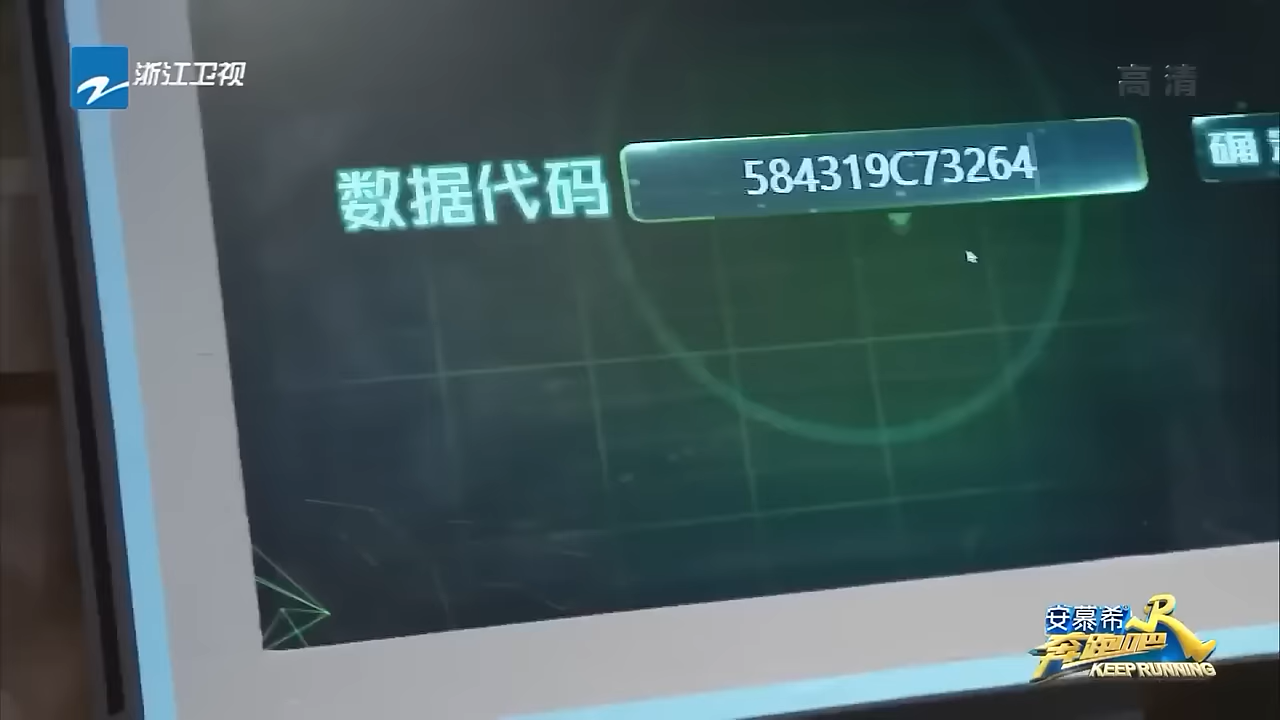 浙江卫视
高清
数据代码
584319C73264
确
安慕希
奔跑吧
KEEP RUNNING